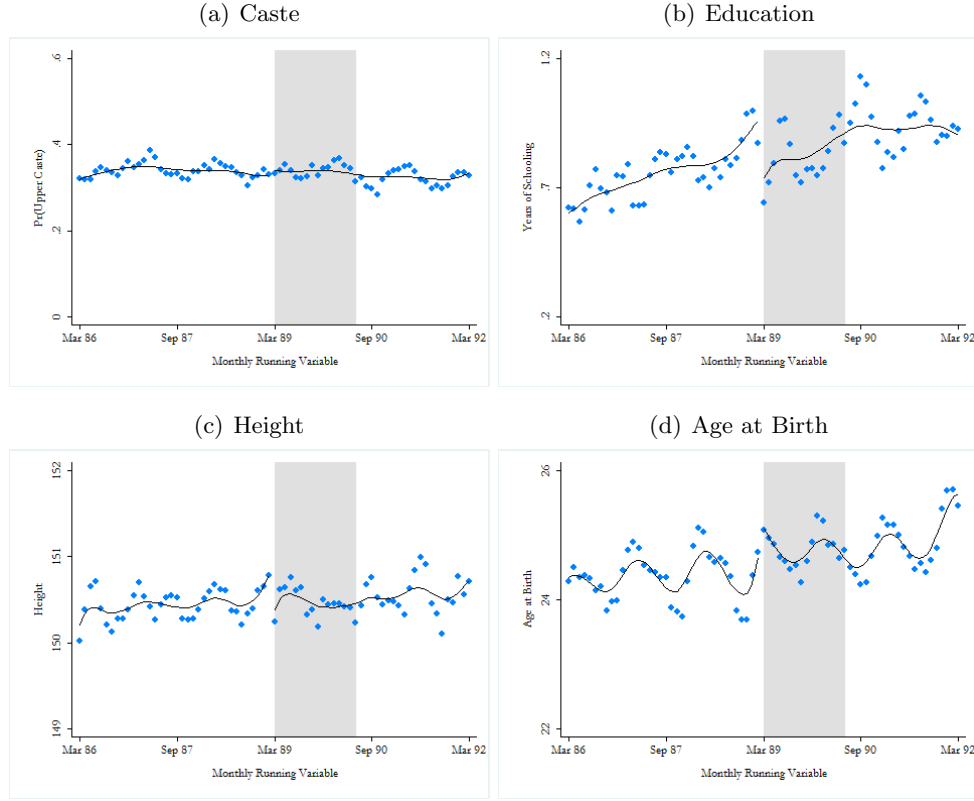 (a) Caste
Pr(Upper Caste)
.6
.4
.2
0
Mar 86
Sep 87
Mar 89
Sep 90
Mar 92
Monthly Running Variable
(b) Education
Years of Schooling
1.2
.7
.2
Mar 86
Sep 87
Mar 89
Sep 90
Mar 92
Monthly Running Variable
(c) Height
Height
152
151
150
149
Mar 86
Sep 87
Mar 89
Sep 90
Mar 92
Monthly Running Variable
(d) Age at Birth
Age at Birth
26
24
22
Mar 86
Sep 87
Mar 89
Sep 90
Mar 92
Monthly Running Variable